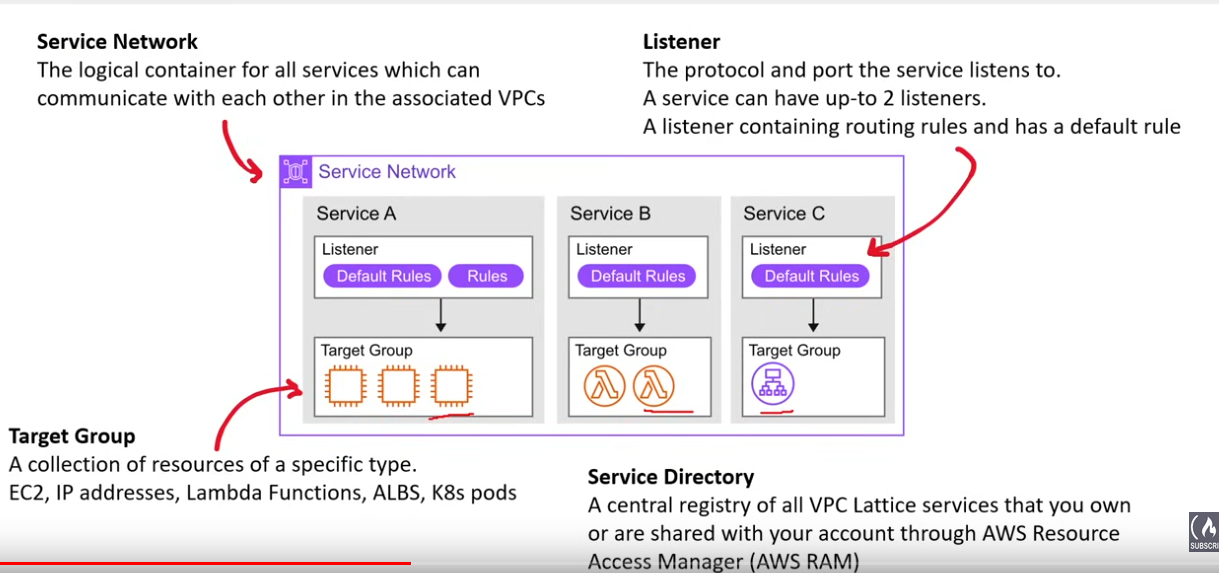 Service Network
The logical container for all services which can
communicate with each other in the associated VPCs
Listener
The protocol and port the service listens to.
A service can have up-to 2 listeners.
A listener containing routing rules and has a default rule
Service Network
Service A
Listener
Default Rules
Rules
Target Group
Service B
Listener
Default Rules
Target Group
Service C
Listener
Default Rules
Target Group
Target Group
A collection of resources of a specific type.
EC2, IP addresses, Lambda Functions, ALBS, K8s pods
Service Directory
A central registry of all VPC Lattice services that you own
or are shared with your account through AWS Resource
Access Manager (AWS RAM)
SUBSCRI